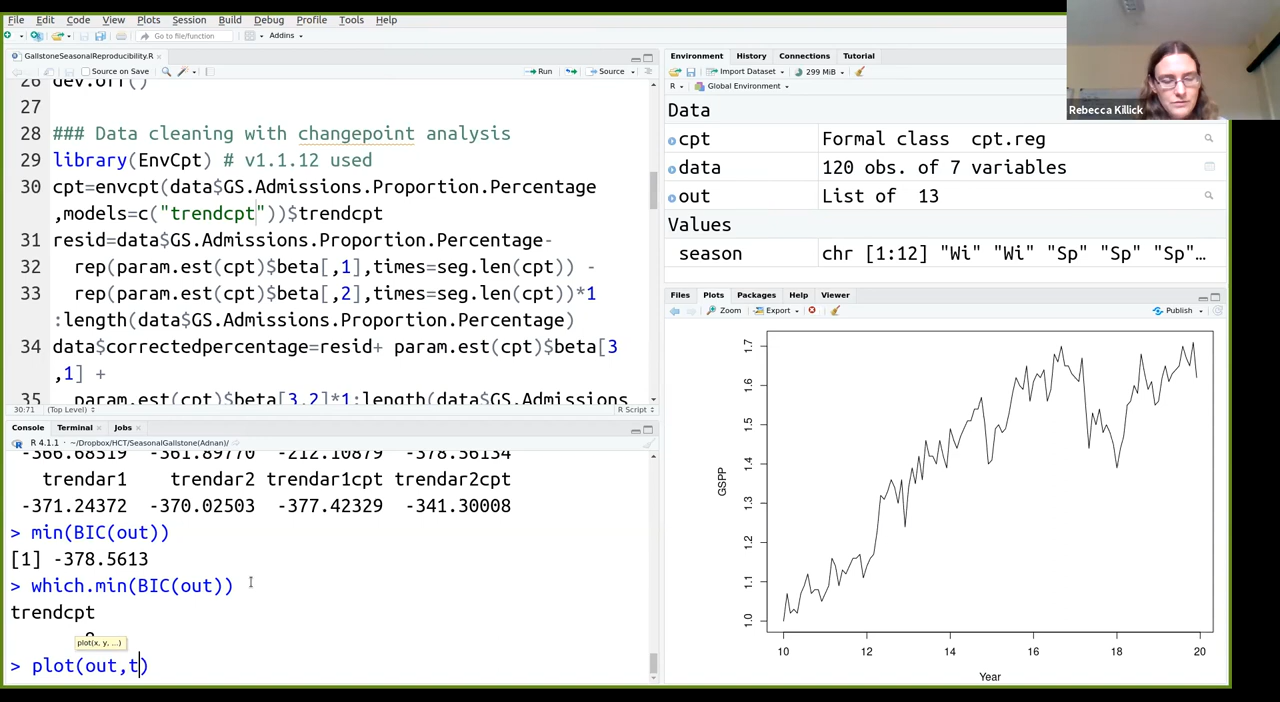 File Edit Code View Plots Session Build Debug Profile Tools Help
Go to file/function Addins
GallstoneSeasonalReproducibility.R
Source on Save Run Source
26 dev.off()
27
28 ### Data cleaning with changepoint analysis
29 library(EnvCpt) # v1.1.12 used
30 cpt=envcpt(data$GS.Admissions.Proportion.Percentage
,models=c("trendcpt"))$trendcpt
31 resid=data$GS.Admissions.Proportion.Percentage-
32 rep(param.est(cpt)$beta[,1],times=seg.len(cpt)) -
33 rep(param.est(cpt)$beta[,2],times=seg.len(cpt))*1
:length(data$GS.Admissions.Proportion.Percentage)
34 data$correctedpercentage=resid+ param.est(cpt)$beta[3
,1] +
35 param.est(cpt)$beta[3,2]*1:length(data$GS.Admissions
30:71 (Top Level) R Script
Console Terminal Jobs
R 4.1.1 · ~/Dropbox/HCT/SeasonalGallstone(Adnan)/
-366.68519 -361.89770 -212.10879 -378.56134
trendar1 trendar2 trendar1cpt trendar2cpt
-371.24372 -370.02503 -377.42329 -341.30008
> min(BIC(out))
[1] -378.5613
> which.min(BIC(out))
trendcpt
8
plot(x, y, ...)
> plot(out,t)
Environment History Connections Tutorial
Import Dataset 299 MiB
R Global Environment
Data
cpt Formal class cpt.reg
data 120 obs. of 7 variables
out List of 13
Values
season chr [1:12] "Wi" "Wi" "Sp" "Sp" "Sp"…
Files Plots Packages Help Viewer
Zoom Export Publish
GSPP
1.7
1.6
1.5
1.4
1.3
1.2
1.1
1.0
10 12 14 16 18 20
Year
Rebecca Killick